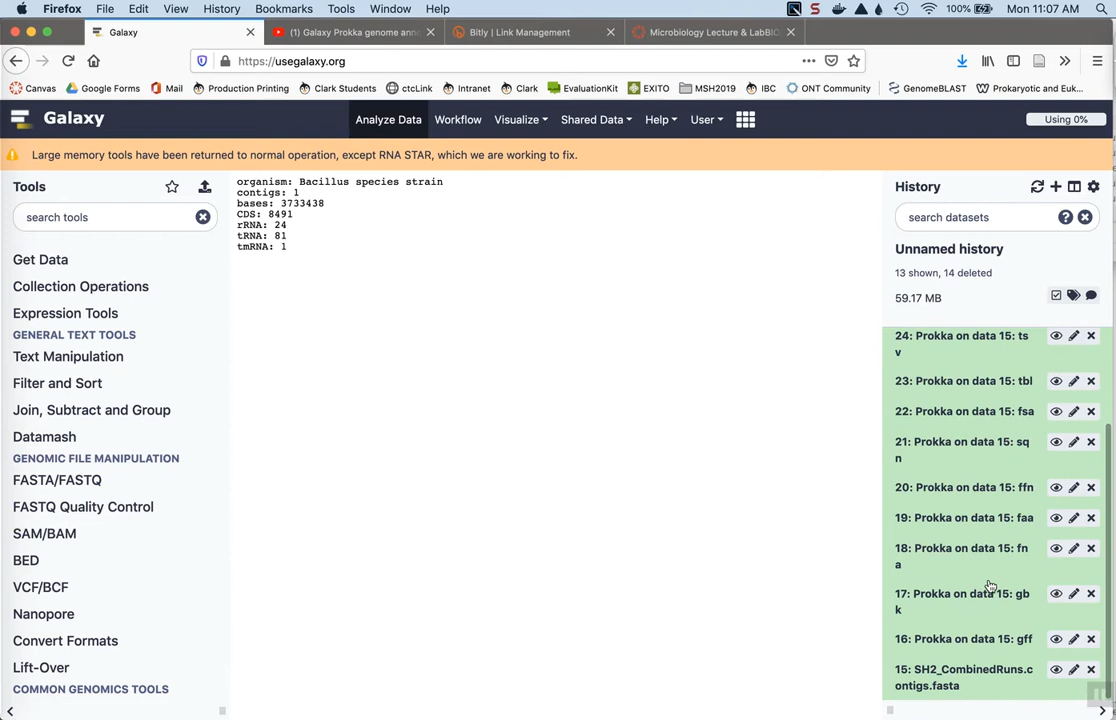 Firefox File Edit View History Bookmarks Tools Window Help 100% Mon 11:07 AM
Galaxy
(1) Galaxy Prokka genome anno
Bitly | Link Management
Microbiology Lecture & LabBIO
https://usegalaxy.org
Canvas Google Forms Mail Production Printing Clark Students ctcLink Intranet Clark EvaluationKit EXITO MSH2019 IBC ONT Community GenomeBLAST Prokaryotic and Euk...
Galaxy Analyze Data Workflow Visualize Shared Data Help User Using 0%
Large memory tools have been returned to normal operation, except RNA STAR, which we are working to fix.
Tools
search tools
Get Data
Collection Operations
Expression Tools
GENERAL TEXT TOOLS
Text Manipulation
Filter and Sort
Join, Subtract and Group
Datamash
GENOMIC FILE MANIPULATION
FASTA/FASTQ
FASTQ Quality Control
SAM/BAM
BED
VCF/BCF
Nanopore
Convert Formats
Lift-Over
COMMON GENOMICS TOOLS
organism: Bacillus species strain
contigs: 1
bases: 3733438
CDS: 8491
rRNA: 24
tRNA: 81
tmRNA: 1
History
search datasets
Unnamed history
13 shown, 14 deleted
59.17 MB
24: Prokka on data 15: ts
v
23: Prokka on data 15: tbl
22: Prokka on data 15: fsa
21: Prokka on data 15: sq
n
20: Prokka on data 15: ffn
19: Prokka on data 15: faa
18: Prokka on data 15: fn
a
17: Prokka on data 15: gb
k
16: Prokka on data 15: gff
15: SH2_CombinedRuns.c
ontigs.fasta